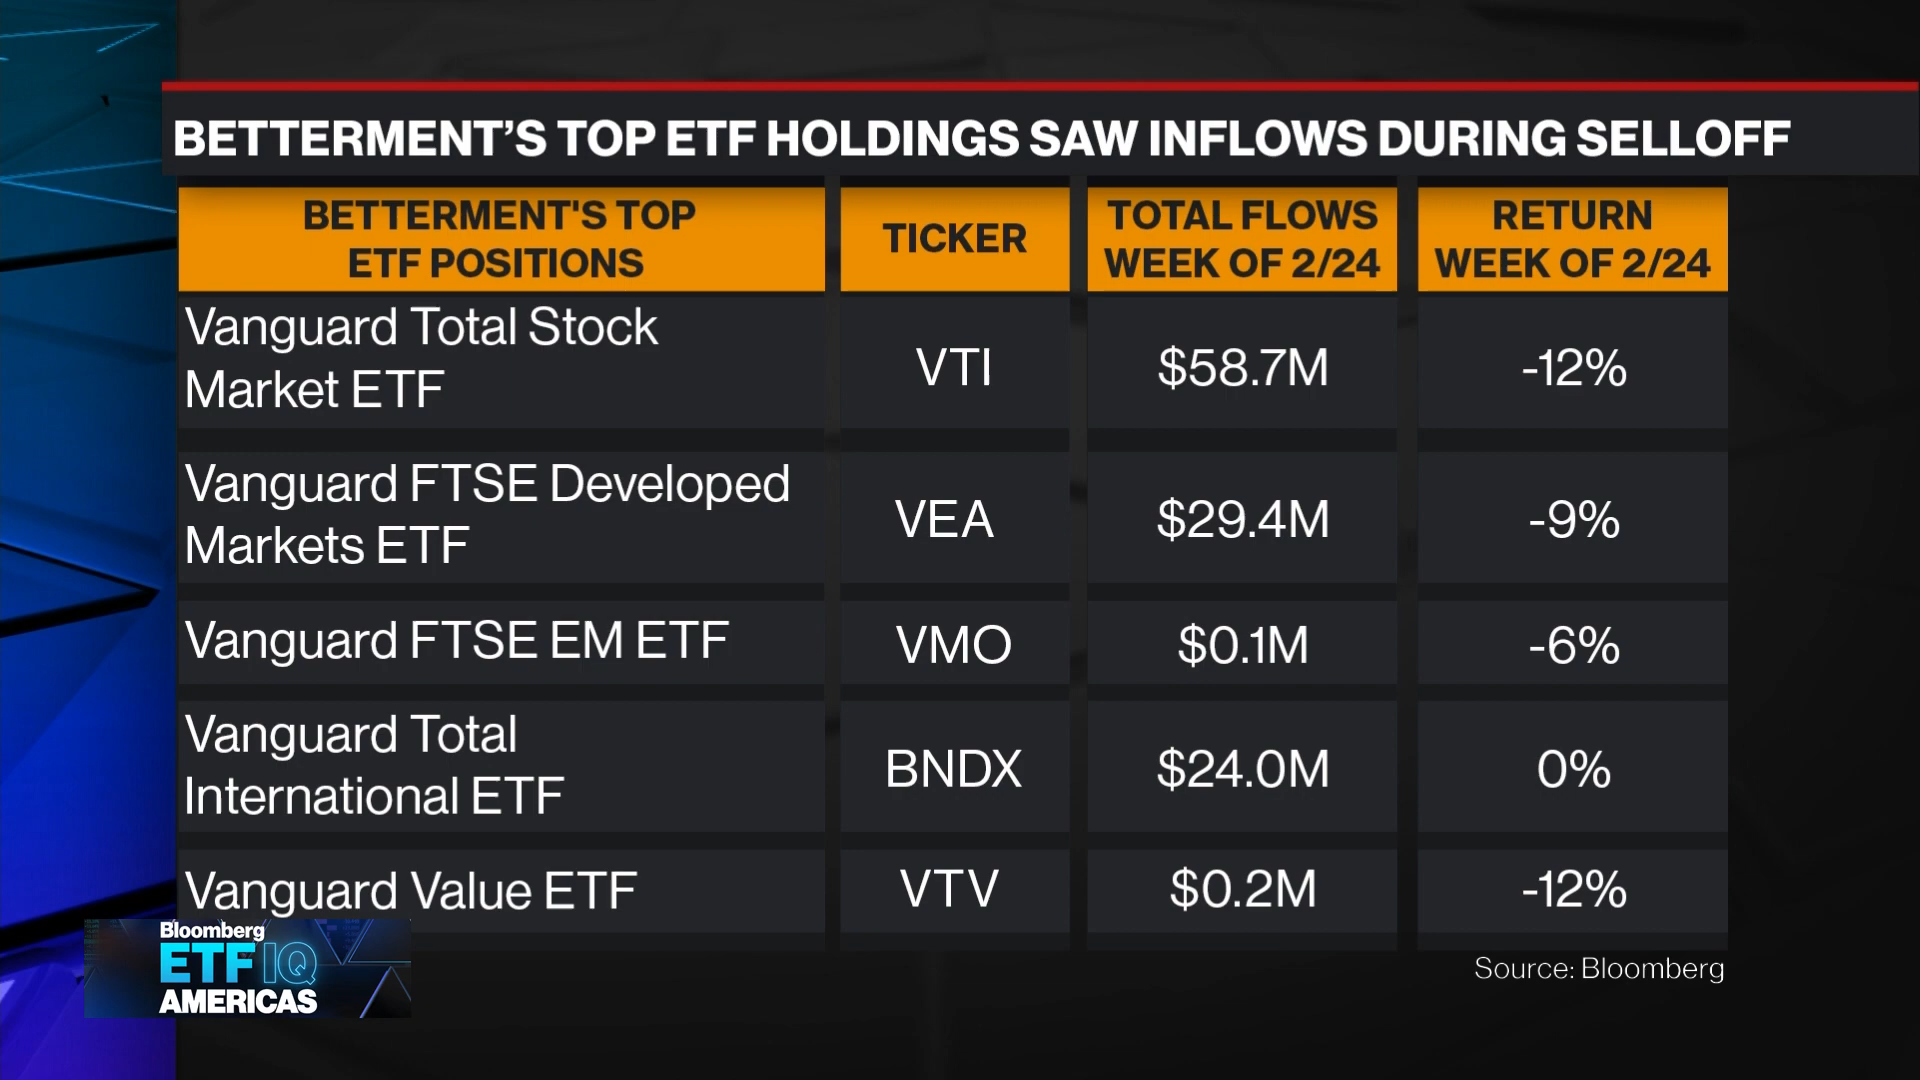 BETTERMENT’S TOP ETF HOLDINGS SAW INFLOWS DURING SELLOFF
BETTERMENT'S TOP
ETF POSITIONS
TICKER
TOTAL FLOWS
WEEK OF 2/24
RETURN
WEEK OF 2/24
Vanguard Total Stock
Market ETF
VTI
$58.7M
-12%
Vanguard FTSE Developed
Markets ETF
VEA
$29.4M
-9%
Vanguard FTSE EM ETF
VMO
$0.1M
-6%
Vanguard Total
International ETF
BNDX
$24.0M
0%
Vanguard Value ETF
VTV
$0.2M
-12%
Bloomberg
ETF IQ
AMERICAS
Source: Bloomberg